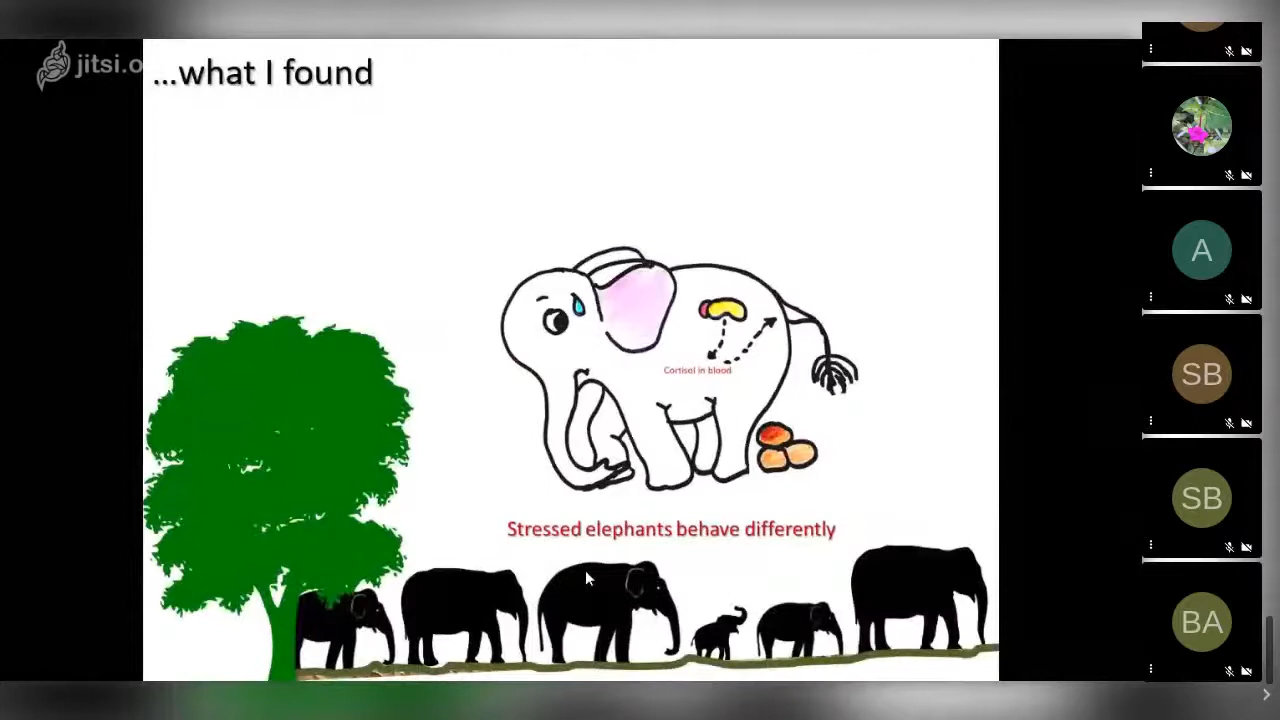 jitsi.o
...what I found
Cortisol in blood
Stressed elephants behave differently
A
SB
SB
BA